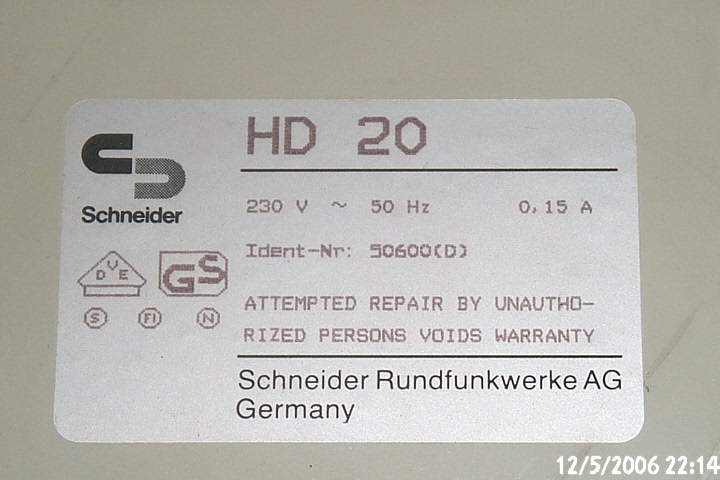 HD 20
Schneider
230 V ~ 50 Hz 0,15 A
Ident-Nr: 50600(D)
DVE GS
S FI N
ATTEMPTED REPAIR BY UNAUTHO-
RIZED PERSONS VOIDS WARRANTY
Schneider Rundfunkwerke AG
Germany
12/5/2006 22:14